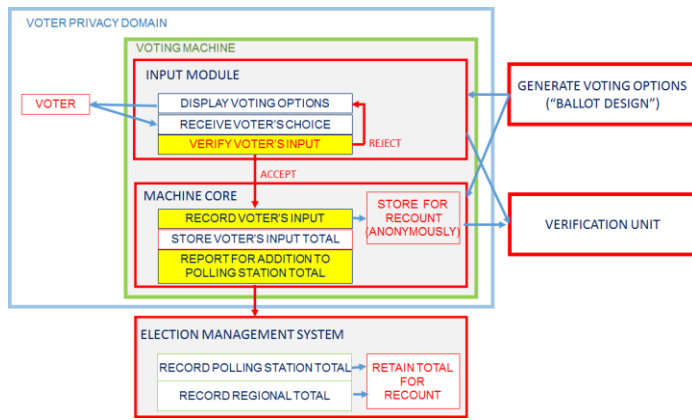 VOTER PRIVACY DOMAIN
VOTING MACHINE
INPUT MODULE
VOTER
DISPLAY VOTING OPTIONS
RECEIVE VOTER'S CHOICE
VERIFY VOTER'S INPUT
REJECT
GENERATE VOTING OPTIONS
("BALLOT DESIGN")
ACCEPT
MACHINE CORE
RECORD VOTER'S INPUT
STORE VOTER'S INPUT TOTAL
REPORT FOR ADDITION TO
POLLING STATION TOTAL
STORE FOR
RECOUNT
(ANONYMOUSLY)
VERIFICATION UNIT
ELECTION MANAGEMENT SYSTEM
RECORD POLLING STATION TOTAL
RECORD REGIONAL TOTAL
RETAIN TOTAL
FOR
RECOUNT